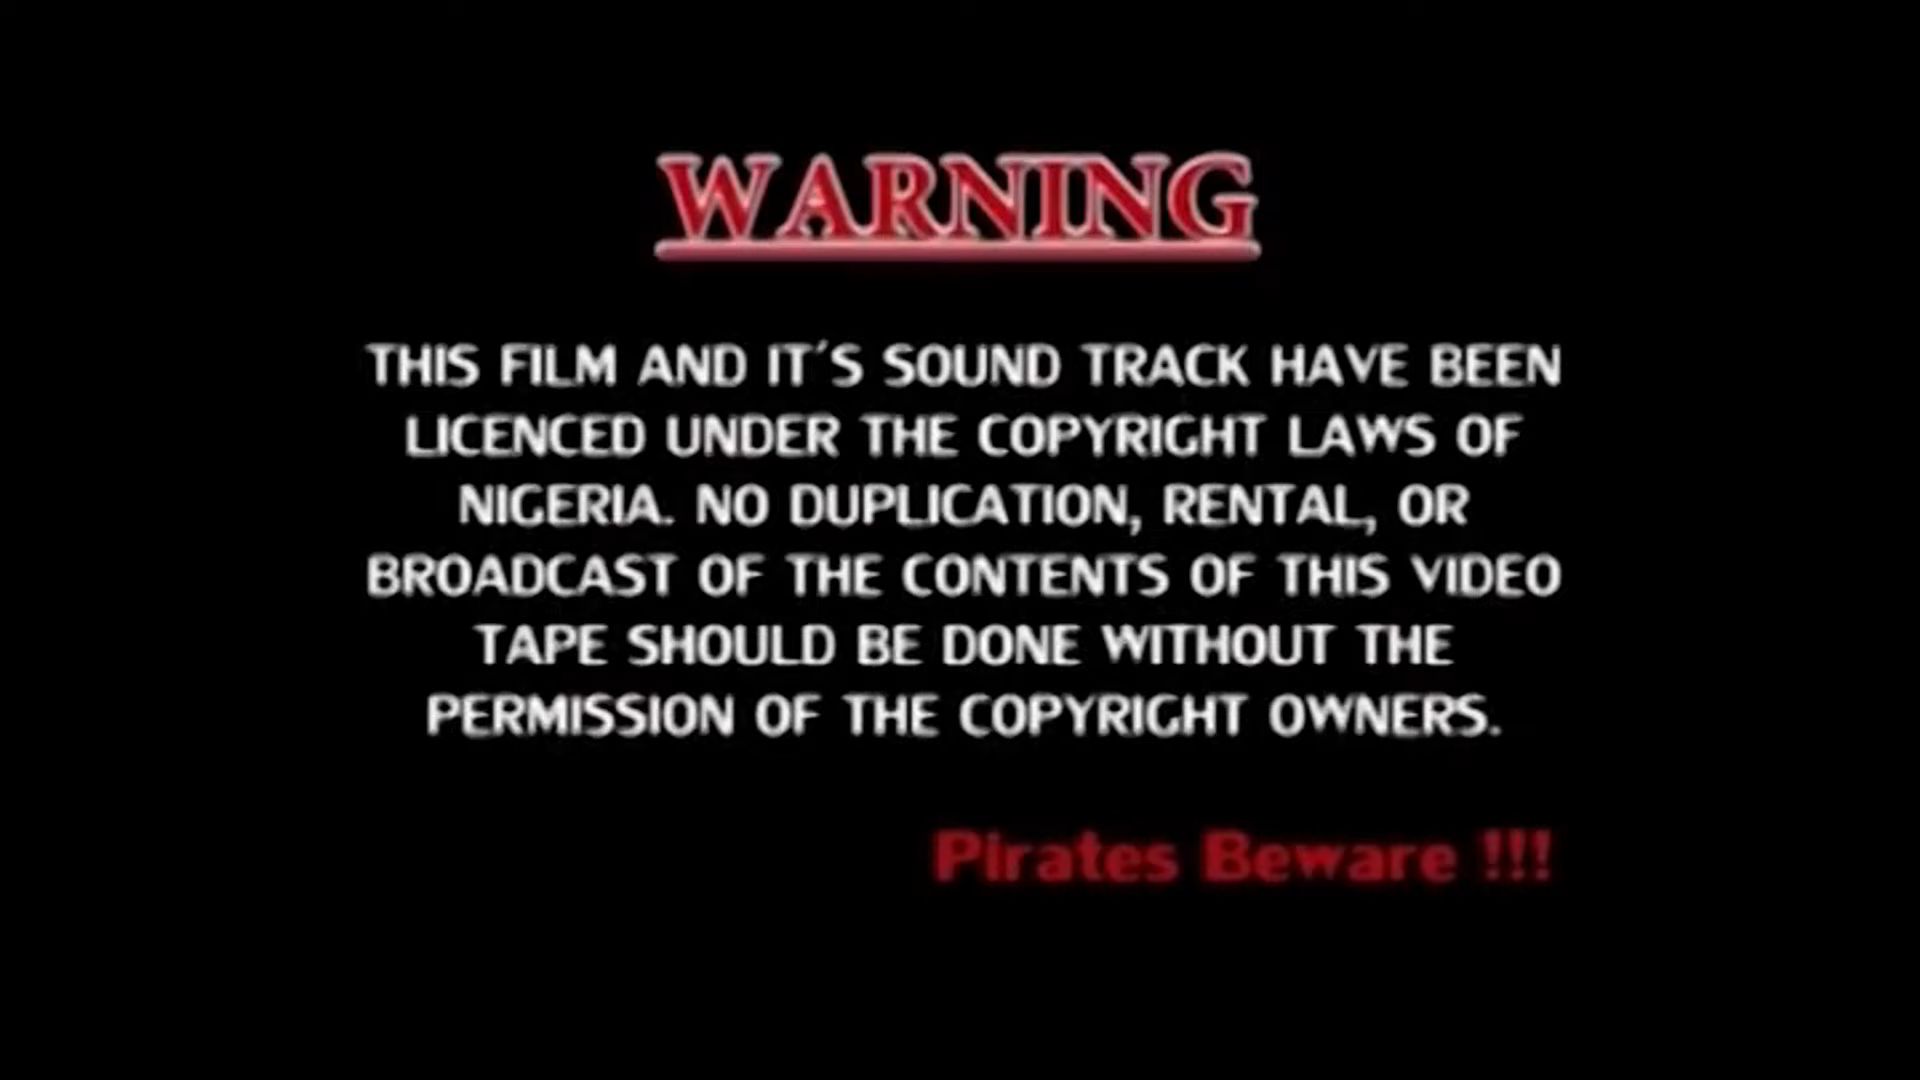 WARNING
THIS FILM AND IT'S SOUND TRACK HAVE BEEN
LICENCED UNDER THE COPYRIGHT LAWS OF
NIGERIA. NO DUPLICATION, RENTAL, OR
BROADCAST OF THE CONTENTS OF THIS VIDEO
TAPE SHOULD BE DONE WITHOUT THE
PERMISSION OF THE COPYRIGHT OWNERS.
Pirates Beware !!!